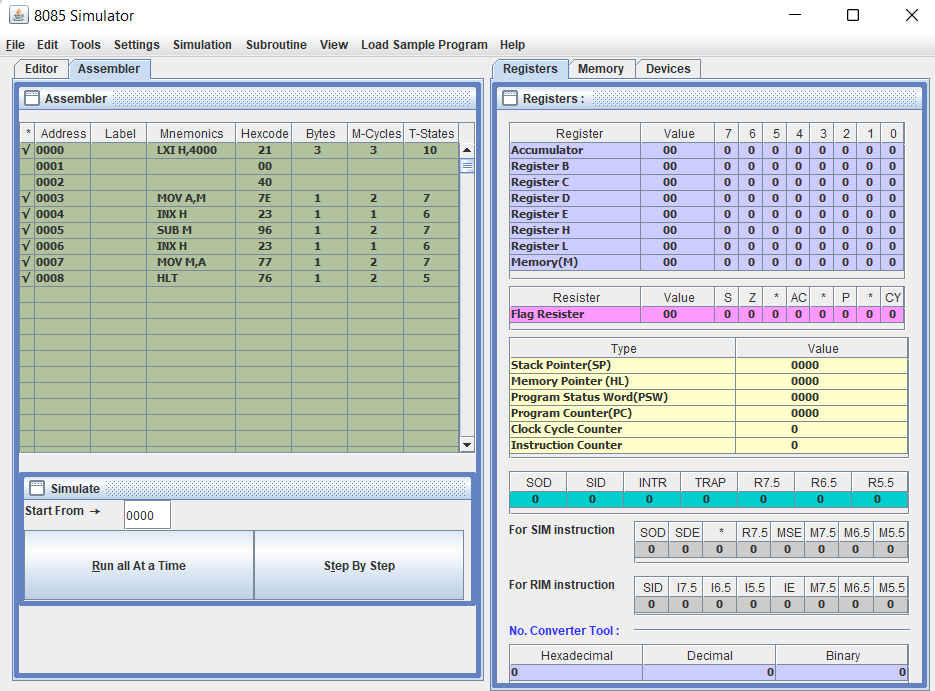 8085 Simulator
File Edit Tools Settings Simulation Subroutine View Load Sample Program Help
Editor Assembler
Assembler
* Address Label Mnemonics Hexcode Bytes M-Cycles T-States
√ 0000 LXI H,4000 21 3 3 10
0001 00
0002 40
√ 0003 MOV A,M 7E 1 2 7
√ 0004 INX H 23 1 1 6
√ 0005 SUB M 96 1 2 7
√ 0006 INX H 23 1 1 6
√ 0007 MOV M,A 77 1 2 7
√ 0008 HLT 76 1 2 5
Simulate
Start From → 0000
Run all At a Time Step By Step
Registers Memory Devices
Registers :
Register Value 7 6 5 4 3 2 1 0
Accumulator 00 0 0 0 0 0 0 0 0
Register B 00 0 0 0 0 0 0 0 0
Register C 00 0 0 0 0 0 0 0 0
Register D 00 0 0 0 0 0 0 0 0
Register E 00 0 0 0 0 0 0 0 0
Register H 00 0 0 0 0 0 0 0 0
Register L 00 0 0 0 0 0 0 0 0
Memory(M) 00 0 0 0 0 0 0 0 0
Resister Value S Z * AC * P * CY
Flag Resister 00 0 0 0 0 0 0 0 0
Type Value
Stack Pointer(SP) 0000
Memory Pointer (HL) 0000
Program Status Word(PSW) 0000
Program Counter(PC) 0000
Clock Cycle Counter 0
Instruction Counter 0
SOD SID INTR TRAP R7.5 R6.5 R5.5
0 0 0 0 0 0 0
For SIM instruction SOD SDE * R7.5 MSE M7.5 M6.5 M5.5
0 0 0 0 0 0 0 0
For RIM instruction SID I7.5 I6.5 I5.5 IE M7.5 M6.5 M5.5
0 0 0 0 0 0 0 0
No. Converter Tool :
Hexadecimal Decimal Binary
0 0 0